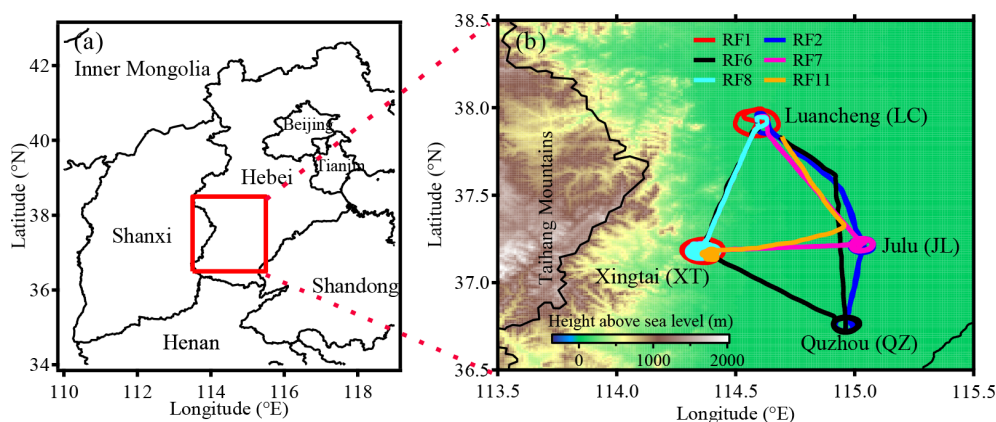 (a)
Inner Mongolia
Beijing
Tianjin
Hebei
Shanxi
Shandong
Henan
42
40
38
36
34
110
112
114
116
118
Latitude (°N)
Longitude (°E)
(b)
RF1
RF2
RF6
RF7
RF8
RF11
Luancheng (LC)
Taihang Mountains
Julu (JL)
Xingtai (XT)
Quzhou (QZ)
Height above sea level (m)
0
1000
2000
38.5
38.0
37.5
37.0
36.5
113.5
114.0
114.5
115.0
115.5
Latitude (°N)
Longitude (°E)